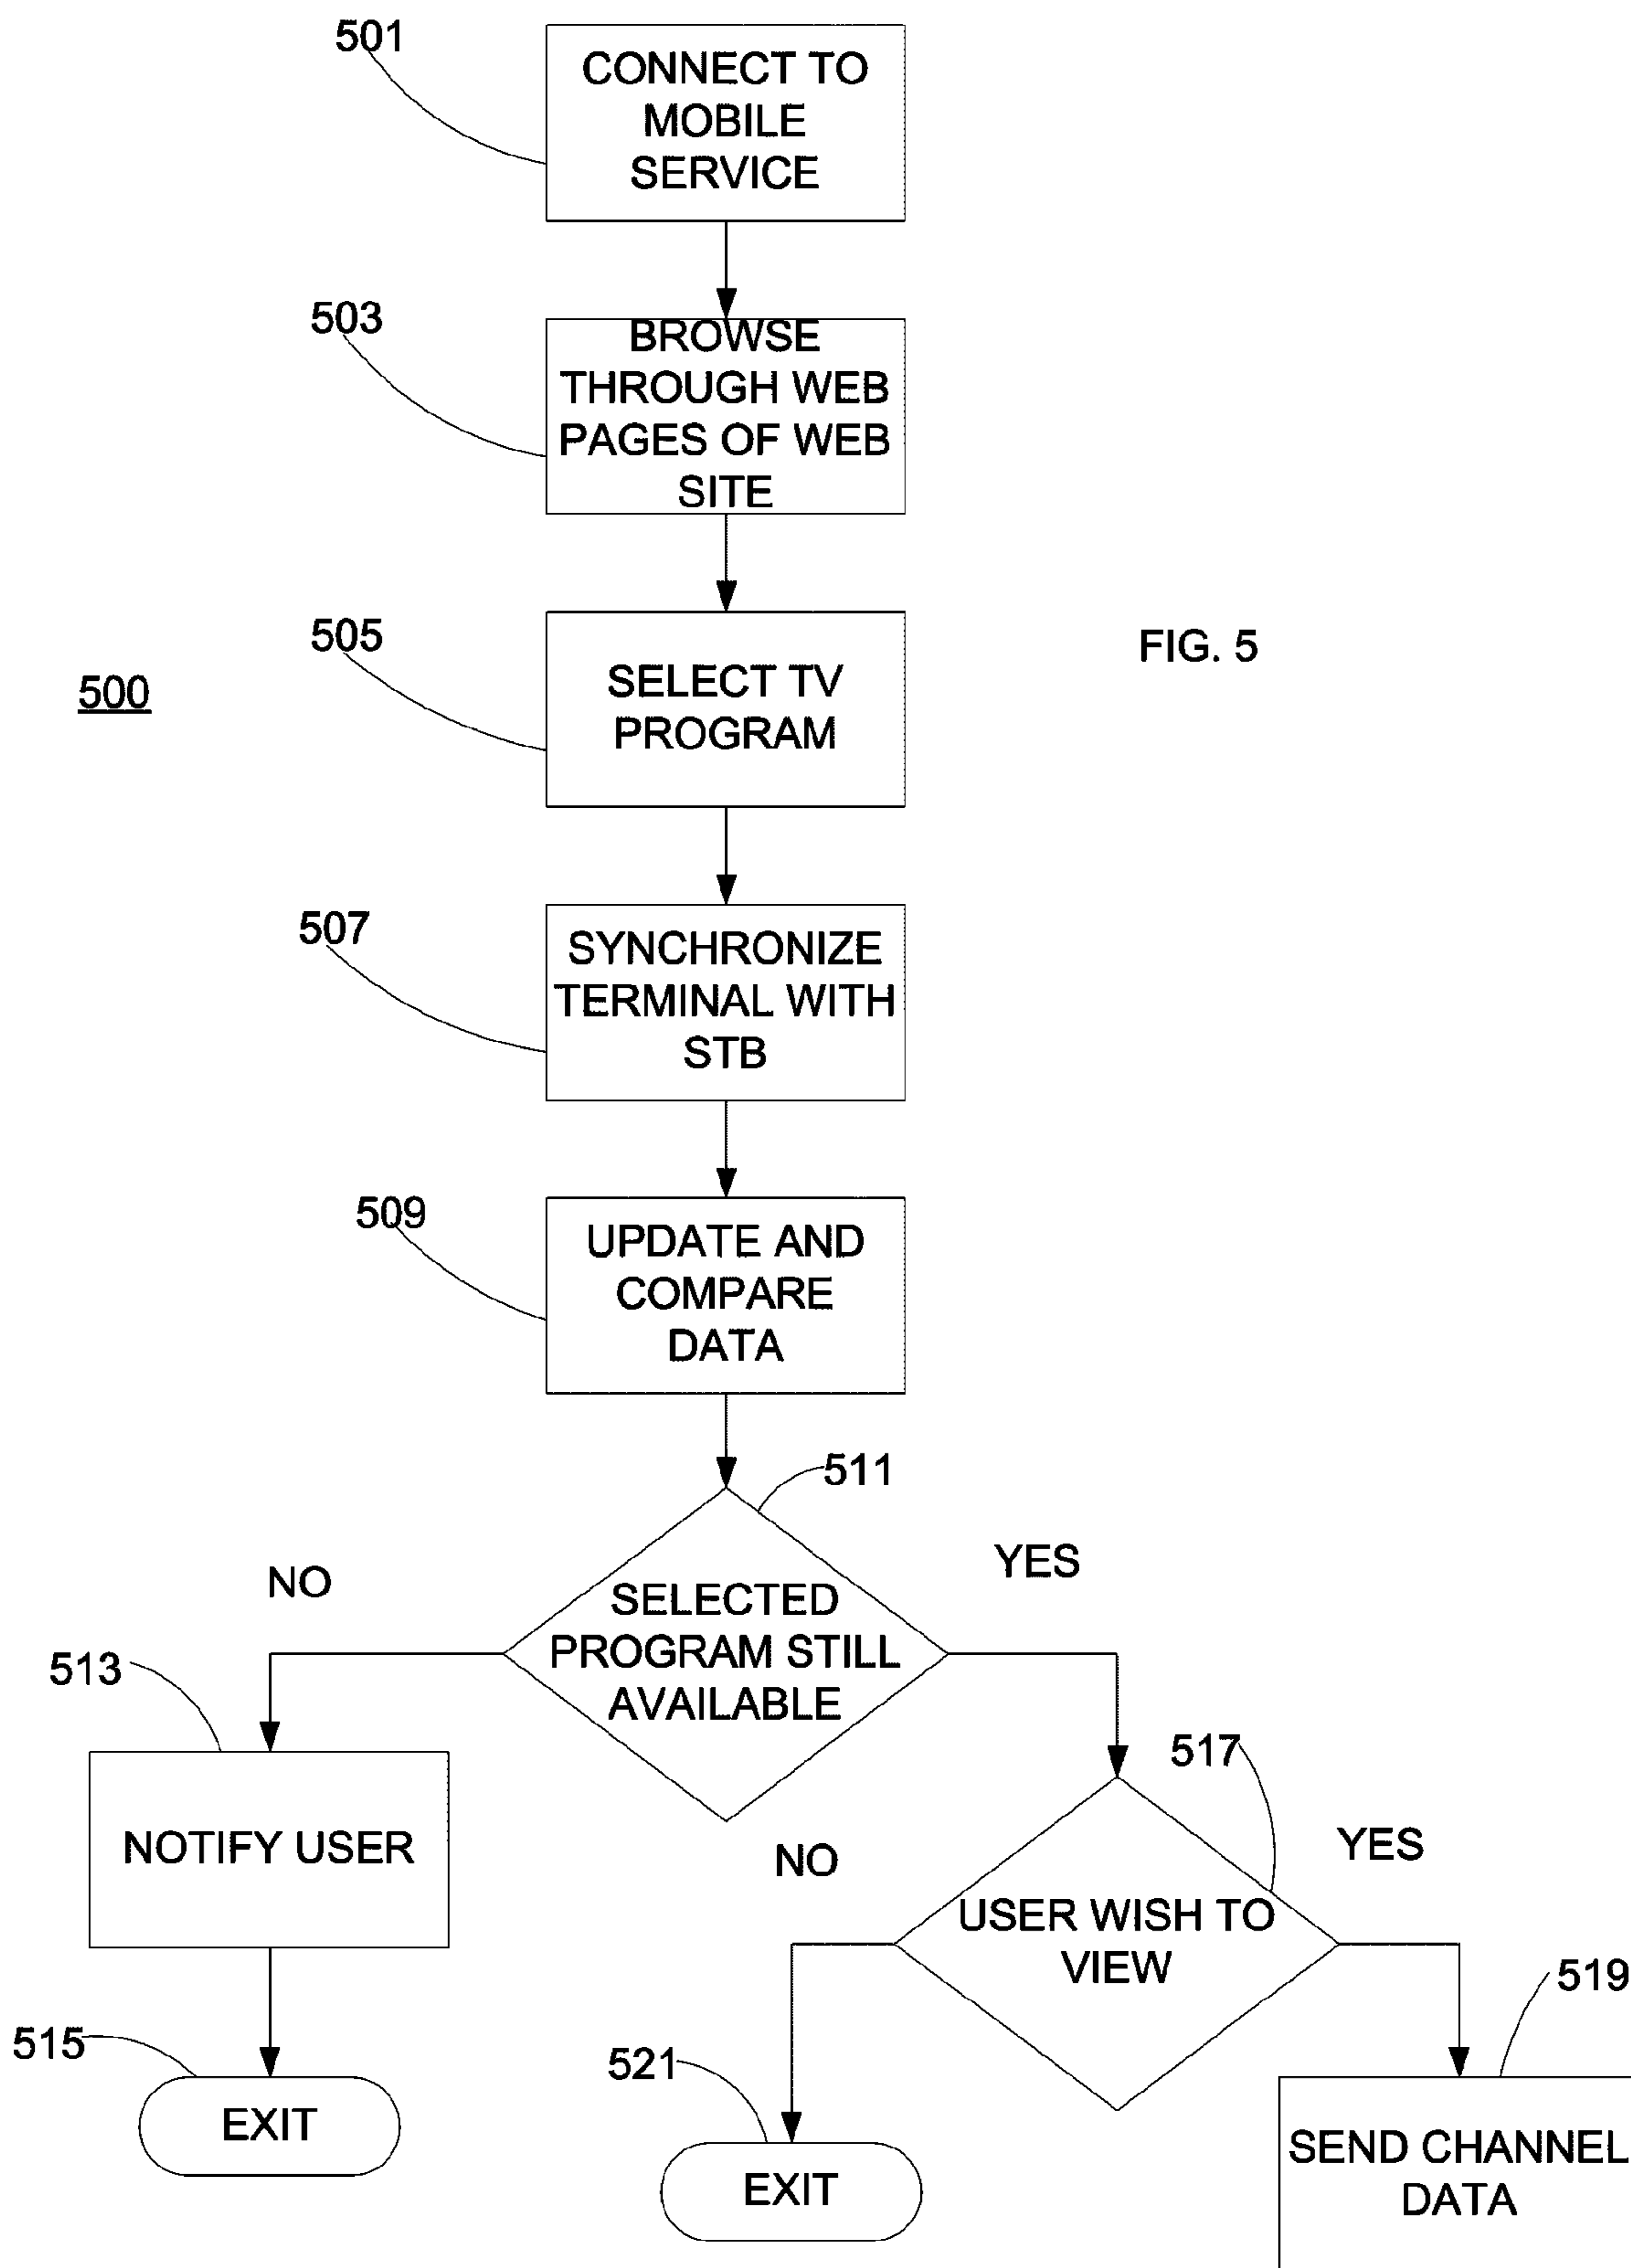 501
CONNECT TO
MOBILE
SERVICE
503
BROWSE
THROUGH WEB
PAGES OF WEB
SITE
505
SELECT TV
PROGRAM
FIG. 5
500
507
SYNCHRONIZE
TERMINAL WITH
STB
509
UPDATE AND
COMPARE
DATA
511
NO
YES
SELECTED
PROGRAM STILL
AVAILABLE
513
NOTIFY USER
517
NO
YES
USER WISH TO
VIEW
515
EXIT
521
EXIT
519
SEND CHANNEL
DATA